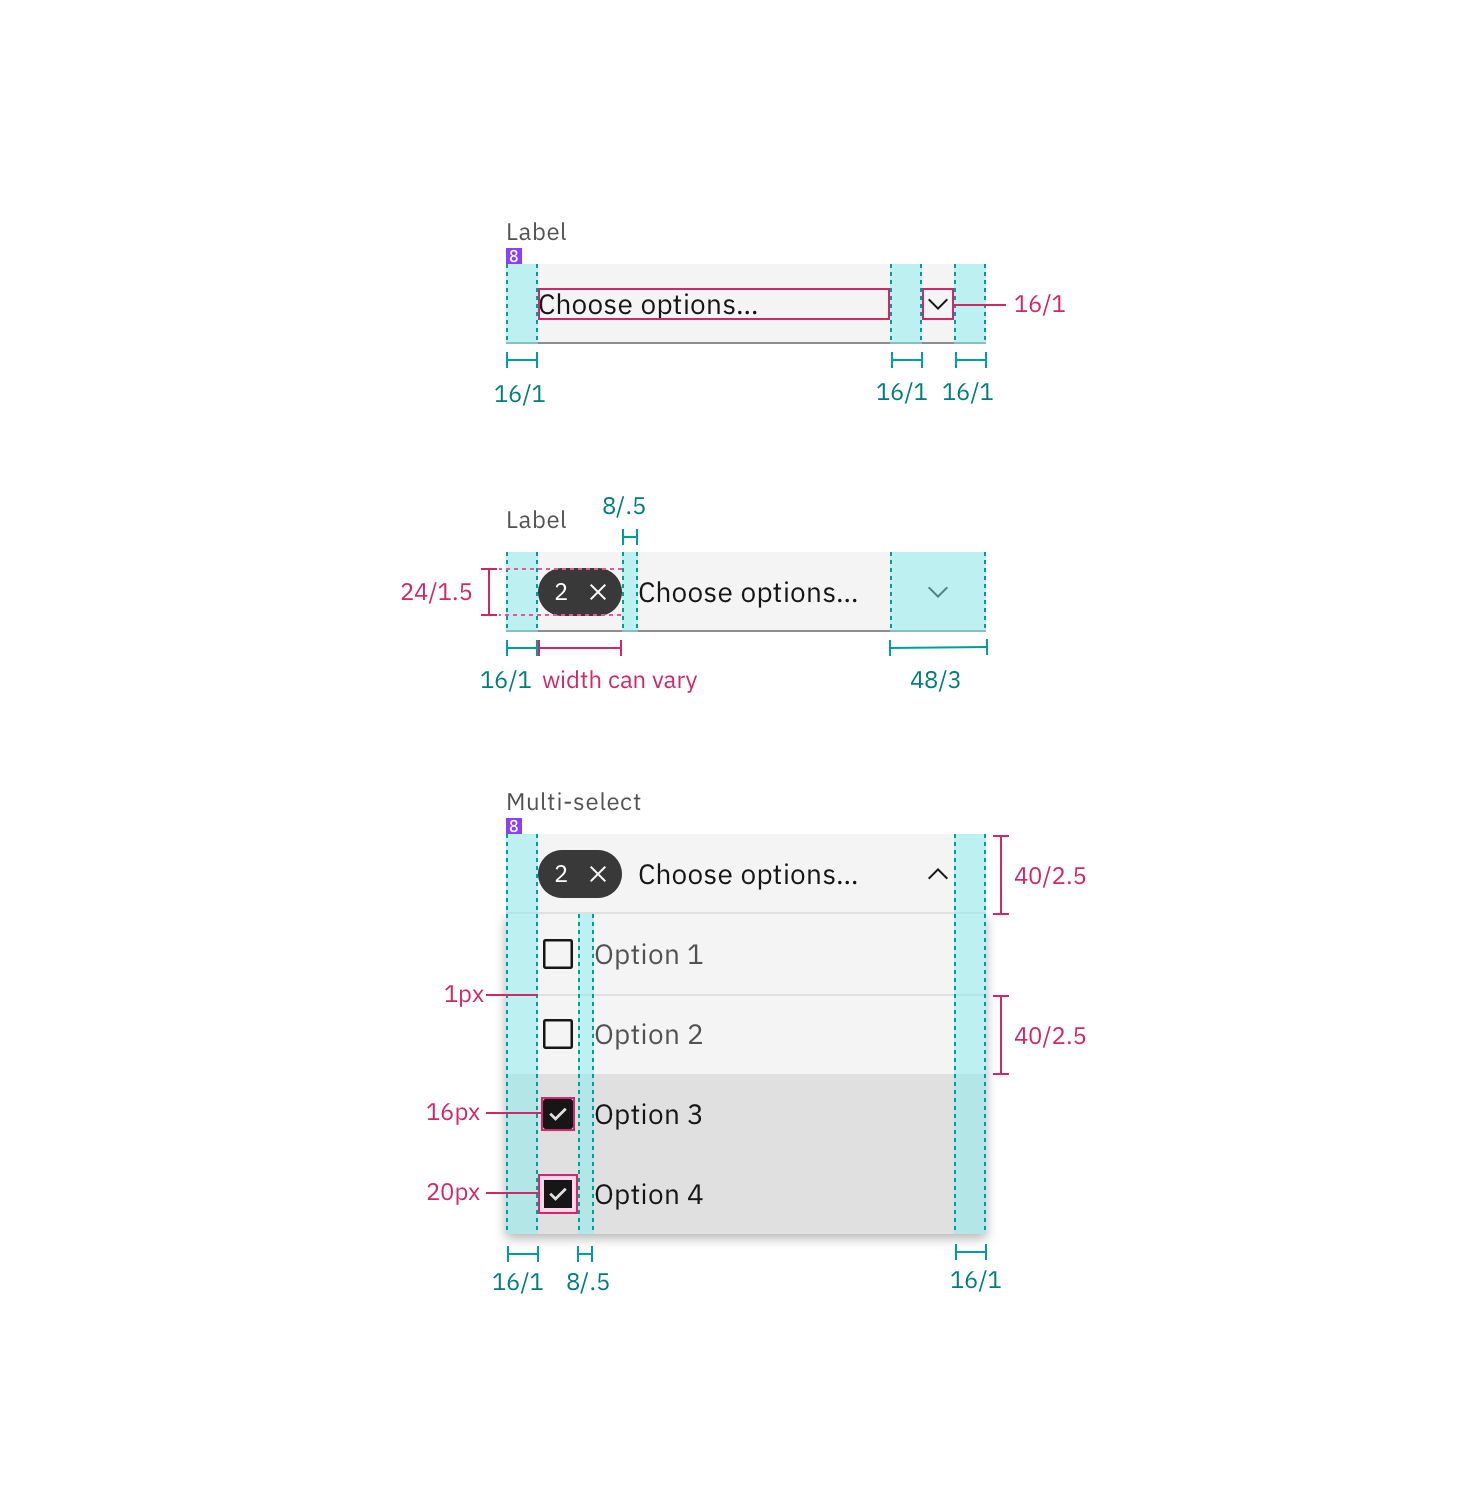 Label
8
Choose options...
16/1
16/1
16/1 16/1
8/.5
Label
24/1.5
2
Choose options...
16/1 width can vary
48/3
Multi-select
8
2
Choose options...
40/2.5
Option 1
1px
Option 2
40/2.5
16px
Option 3
20px
Option 4
16/1 8/.5
16/1